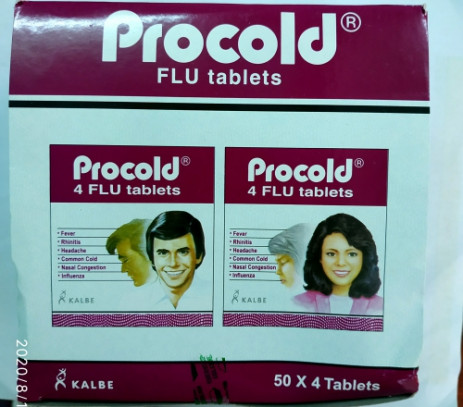 Procold®
FLU tablets
Procold®
4 FLU tablets
• Fever
• Rhinitis
• Headache
• Common Cold
• Nasal Congestion
• Influenza
KALBE
Procold®
4 FLU tablets
• Fever
• Rhinitis
• Headache
• Common Cold
• Nasal Congestion
• Influenza
KALBE
KALBE
50 X 4 Tablets
2020/8/1